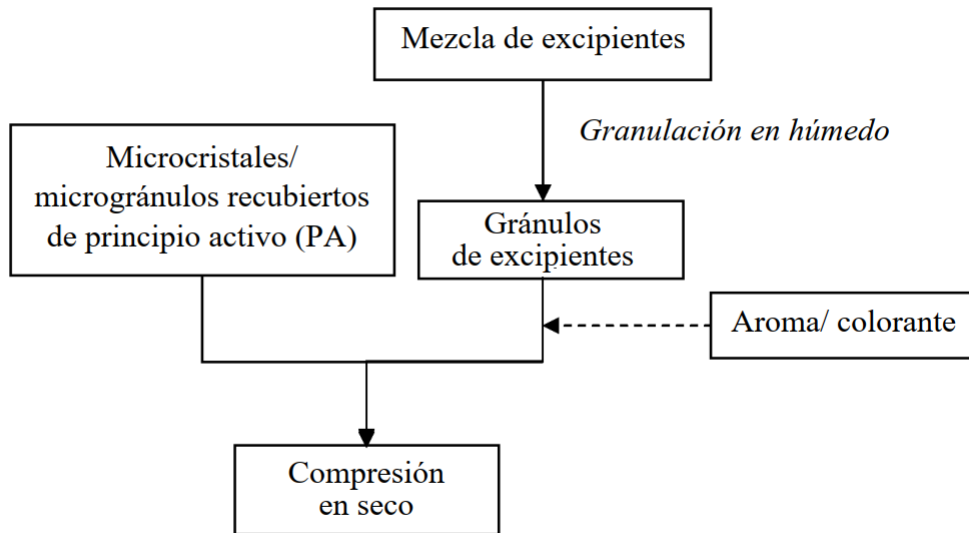 Mezcla de excipientes
Granulación en húmedo
Microcristales/
microgránulos recubiertos
de principio activo (PA)
Gránulos
de excipientes
Aroma/ colorante
Compresión
en seco